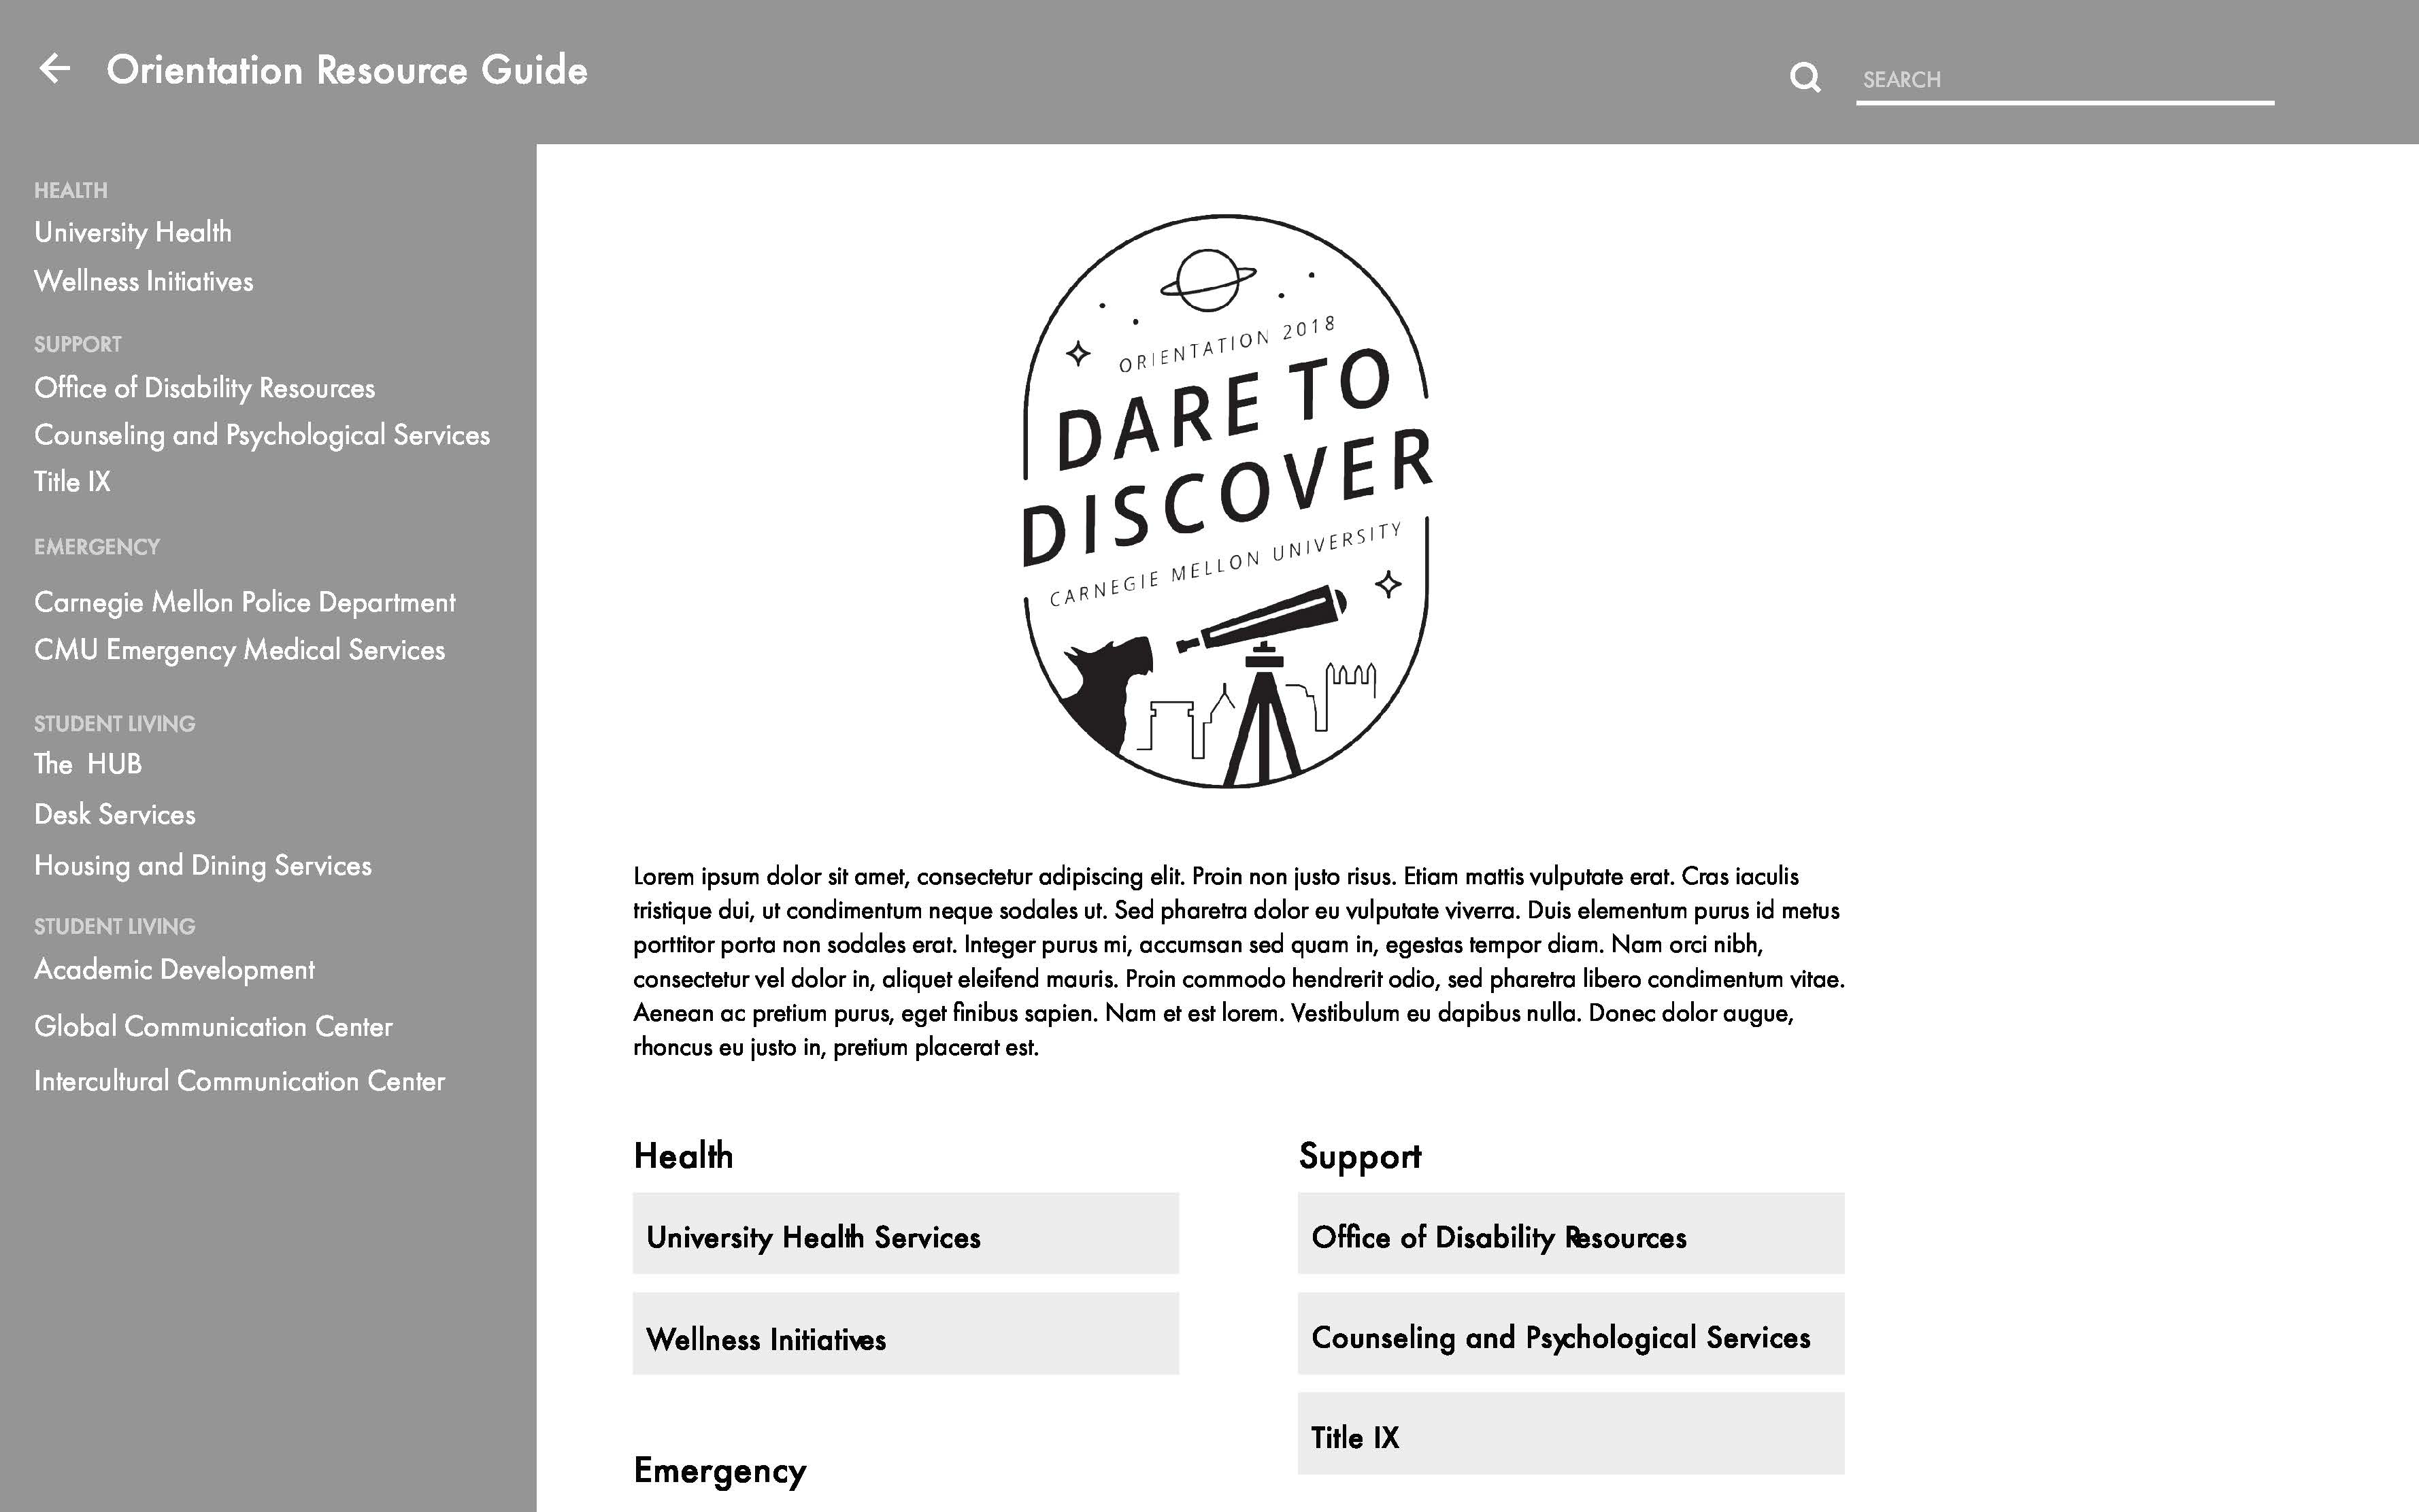 Orientation Resource Guide
SEARCH
HEALTH
University Health
Wellness Initiatives
SUPPORT
Office of Disability Resources
Counseling and Psychological Services
Title IX
EMERGENCY
Carnegie Mellon Police Department
CMU Emergency Medical Services
STUDENT LIVING
The HUB
Desk Services
Housing and Dining Services
STUDENT LIVING
Academic Development
Global Communication Center
Intercultural Communication Center
ORIENTATION 2018
DARE TO
DISCOVER
CARNEGIE MELLON UNIVERSITY
Lorem ipsum dolor sit amet, consectetur adipiscing elit. Proin non justo risus. Etiam mattis vulputate erat. Cras iaculis
tristique dui, ut condimentum neque sodales ut. Sed pharetra dolor eu vulputate viverra. Duis elementum purus id metus
porttitor porta non sodales erat. Integer purus mi, accumsan sed quam in, egestas tempor diam. Nam orci nibh,
consectetur vel dolor in, aliquet eleifend mauris. Proin commodo hendrerit odio, sed pharetra libero condimentum vitae.
Aenean ac pretium purus, eget finibus sapien. Nam et est lorem. Vestibulum eu dapibus nulla. Donec dolor augue,
rhoncus eu justo in, pretium placerat est.
Health
University Health Services
Wellness Initiatives
Emergency
Support
Office of Disability Resources
Counseling and Psychological Services
Title IX